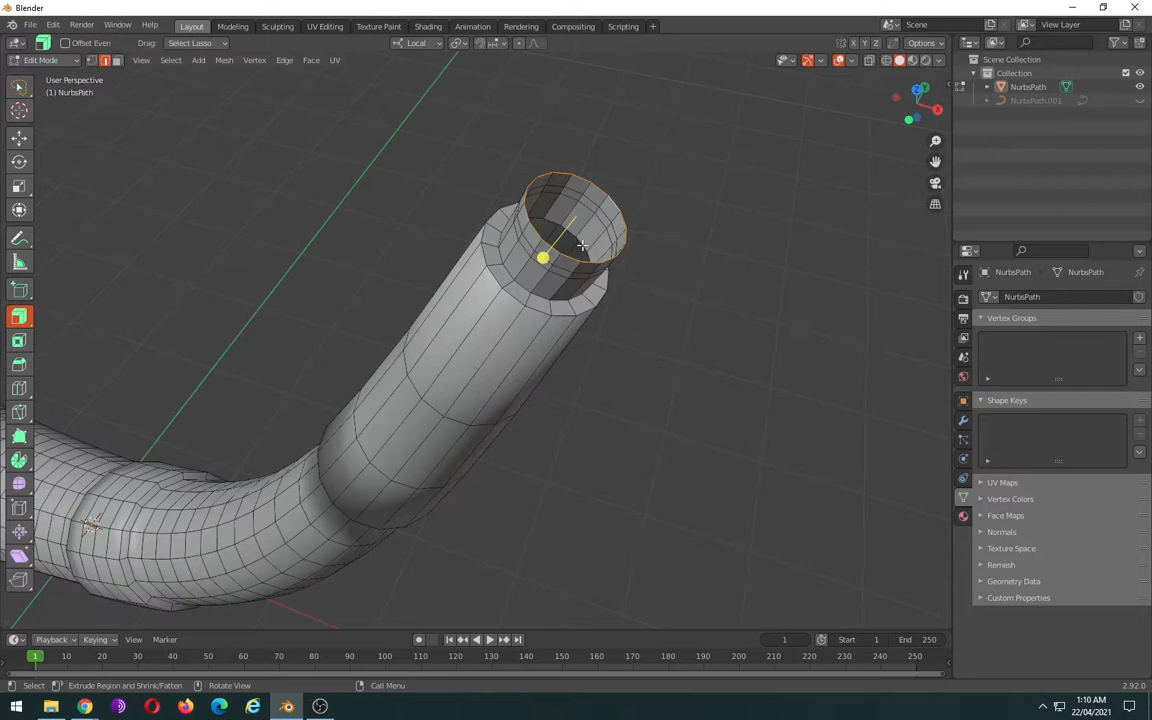 Blender
File Edit Render Window Help Layout Modeling Sculpting UV Editing Texture Paint Shading Animation Rendering Compositing Scripting + Scene View Layer
Offset Even Drag: Select Lasso Local X Y Z Options
Edit Mode View Select Add Mesh Vertex Edge Face UV
User Perspective
(1) NurbsPath
Scene Collection
Collection
NurbsPath
NurbsPath.001
Z Y X
NurbsPath NurbsPath
NurbsPath
Vertex Groups
Shape Keys
UV Maps
Vertex Colors
Face Maps
Normals
Texture Space
Remesh
Geometry Data
Custom Properties
Playback Keying View Marker 1 Start 1 End 250
1 10 20 30 40 50 60 70 80 90 100 110 120 130 140 150 160 170 180 190 200 210 220 230 240 250
Select Extrude Region and Shrink/Fatten Rotate View Call Menu 2.92.0
1:10 AM
22/04/2021